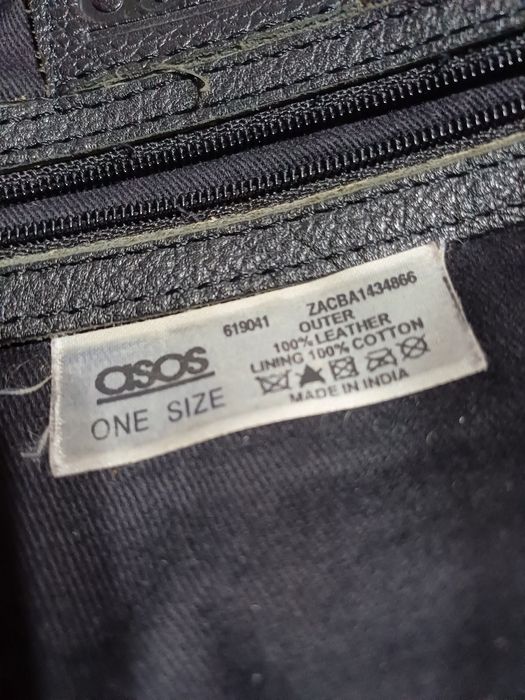 asos
ONE SIZE
619041 ZACBA1434866
OUTER
100% LEATHER
LINING 100% COTTON
MADE IN INDIA